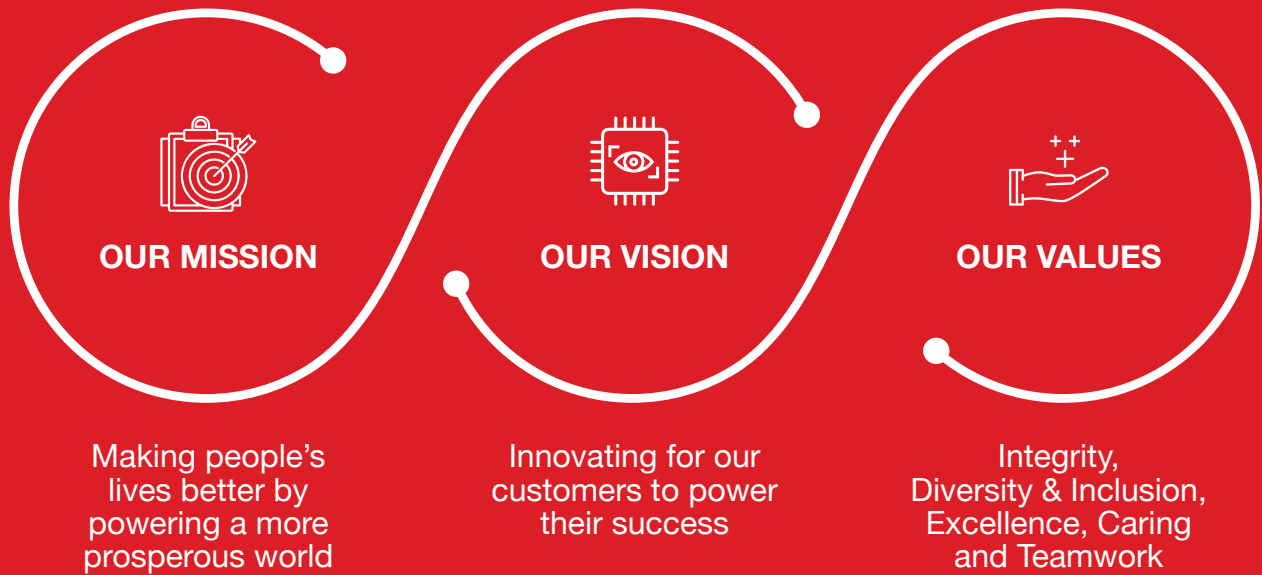 OUR MISSION
Making people’s
lives better by
powering a more
prosperous world
OUR VISION
Innovating for our
customers to power
their success
OUR VALUES
Integrity,
Diversity & Inclusion,
Excellence, Caring
and Teamwork